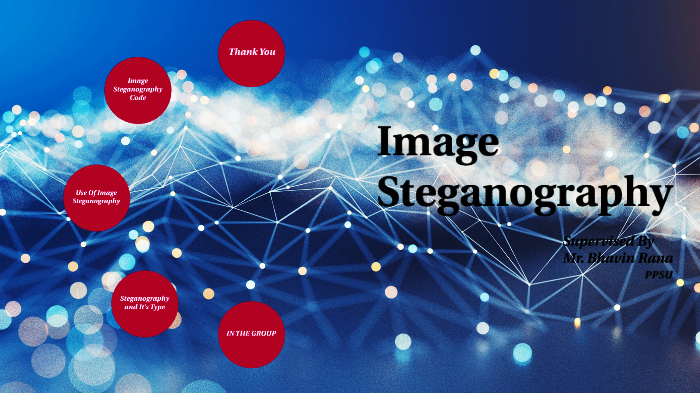 Thank You
Image
Steganography
Code
Use Of Image
Steganography
Steganography
and It's Type
IN THE GROUP
Image
Steganography
Supervised By
Mr. Bhavin Rana
PPSU